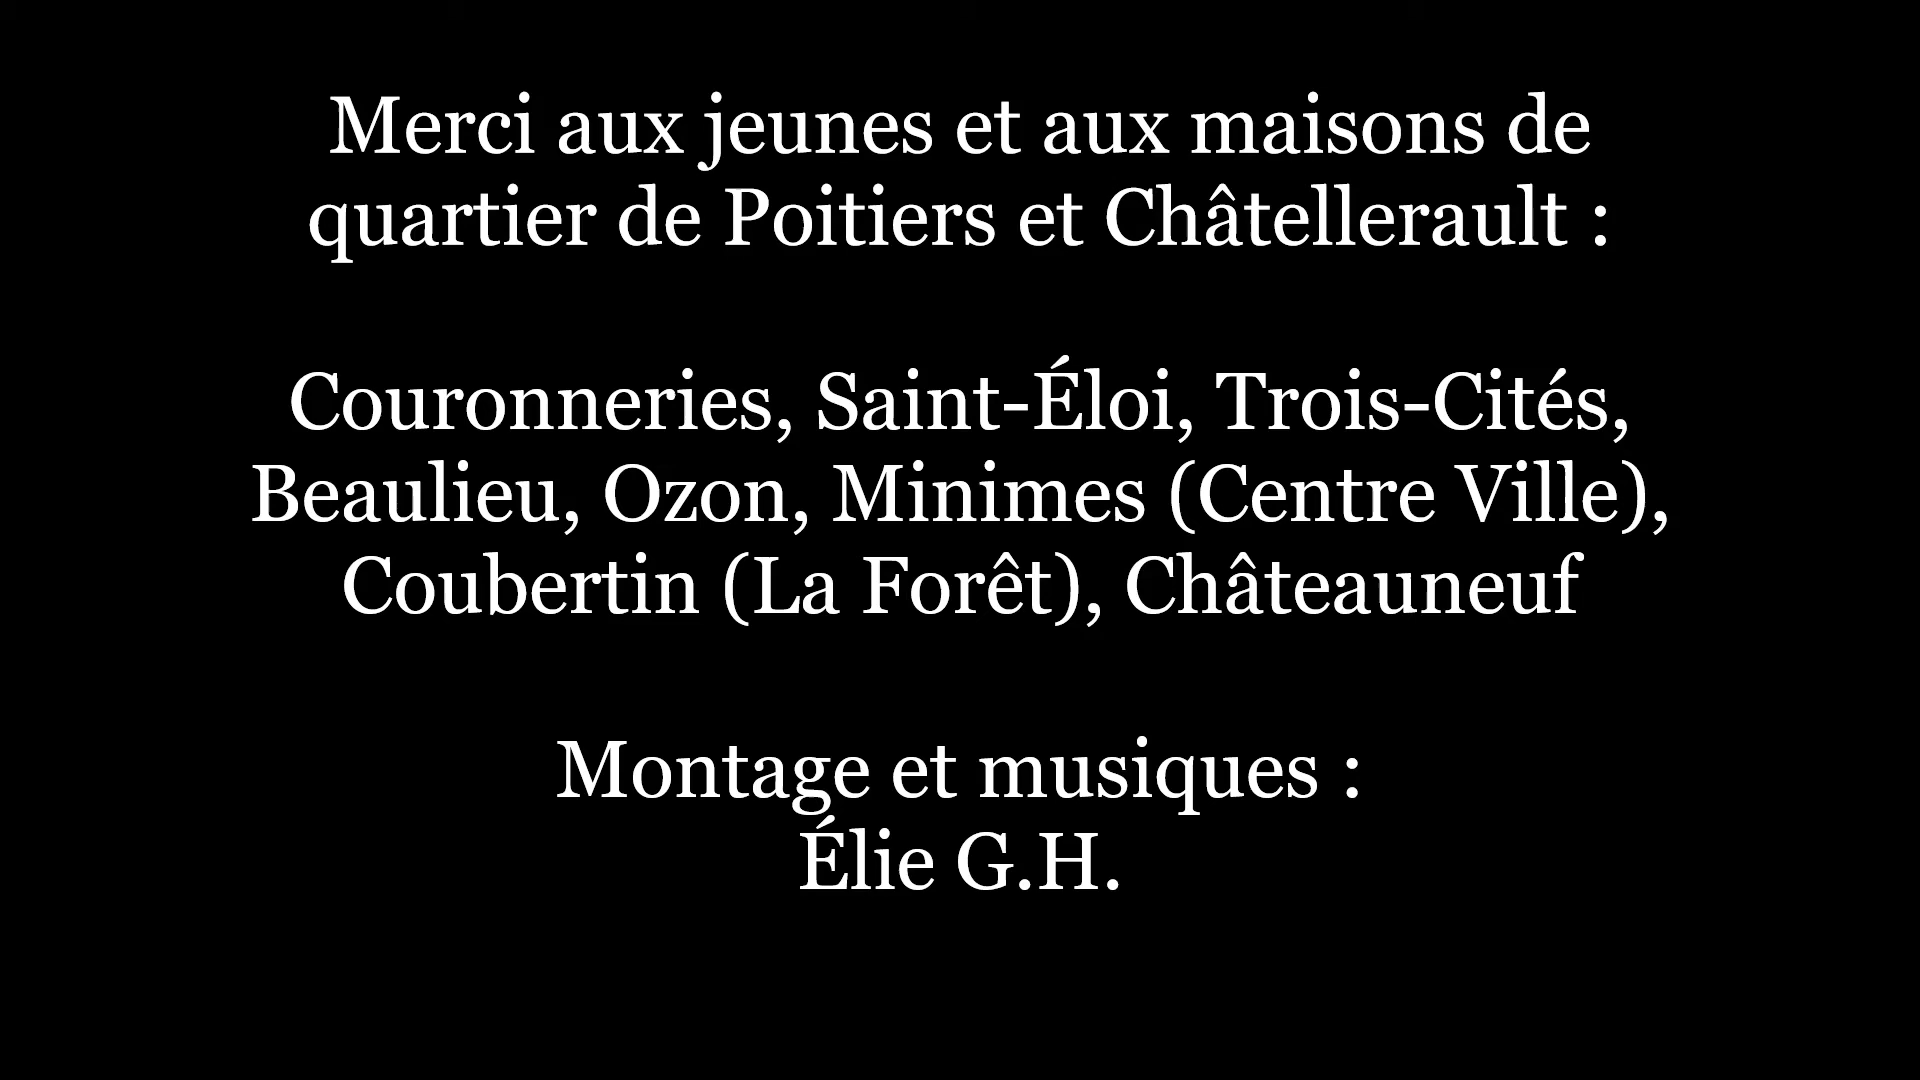 Merci aux jeunes et aux maisons de
quartier de Poitiers et Châtellerault :
Couronneries, Saint-Éloi, Trois-Cités,
Beaulieu, Ozon, Minimes (Centre Ville),
Coubertin (La Forêt), Châteauneuf
Montage et musiques :
Élie G.H.